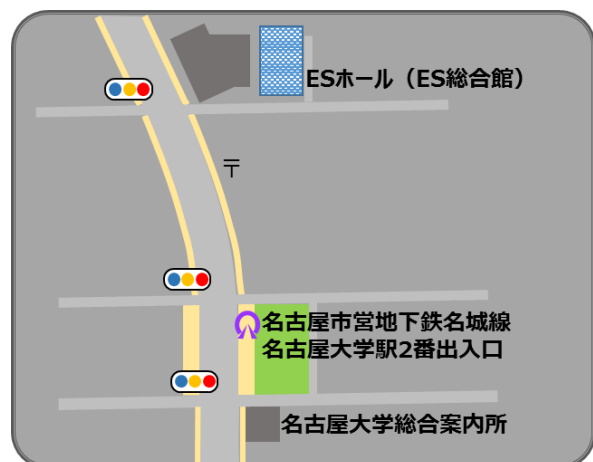 ESホール（ES総合館）
〒
名古屋市営地下鉄名城線
名古屋大学駅2番出入口
名古屋大学総合案内所